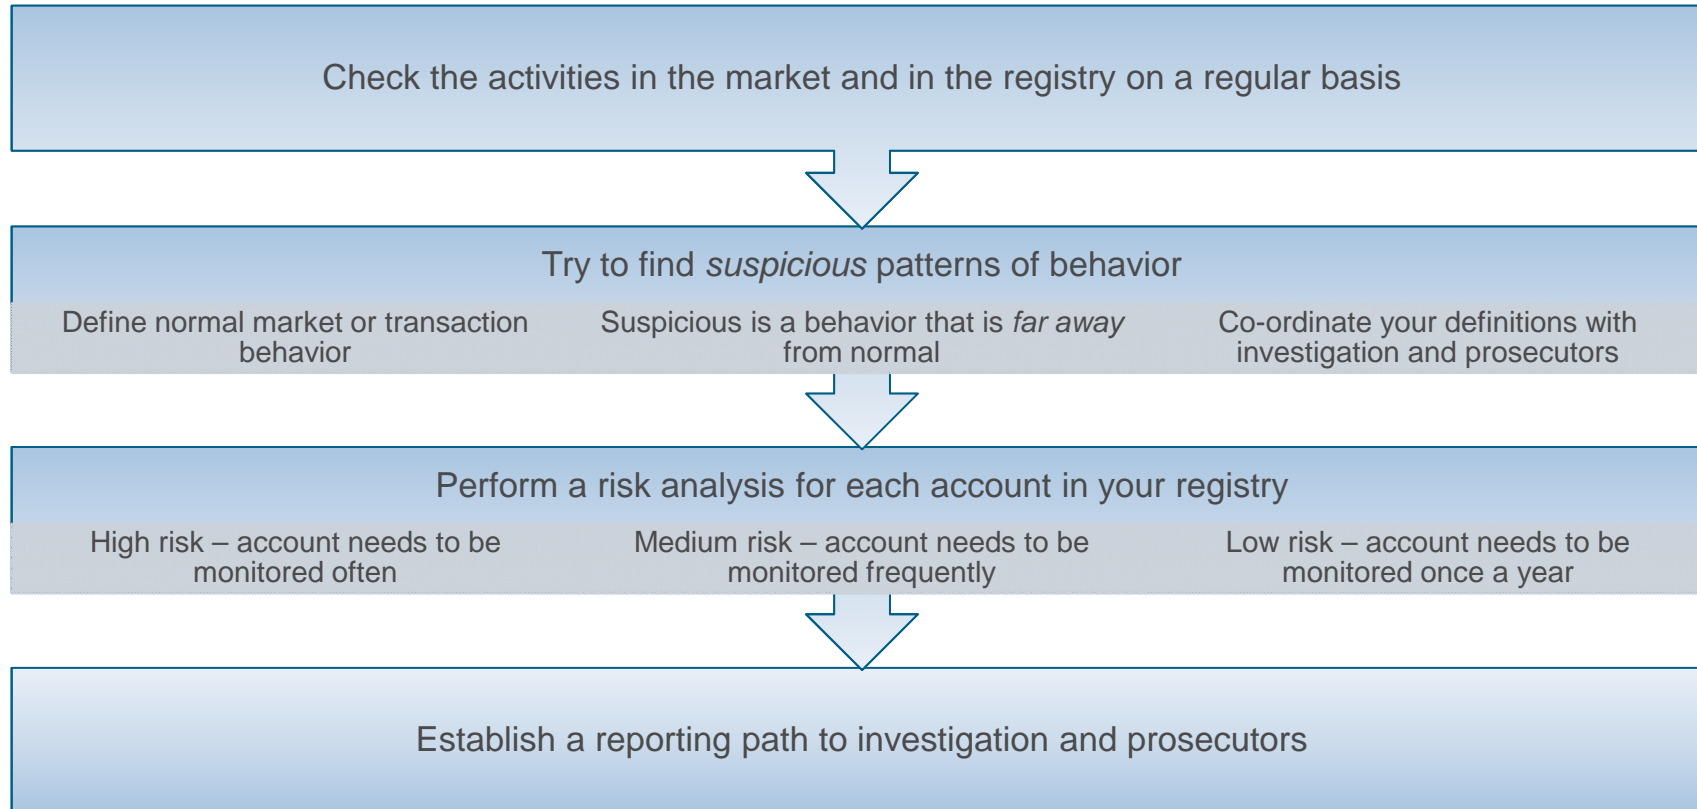 Check the activities in the market and in the registry on a regular basis
Try to find suspicious patterns of behavior
Define normal market or transaction
behavior
Suspicious is a behavior that is far away
from normal
Co-ordinate your definitions with
investigation and prosecutors
Perform a risk analysis for each account in your registry
High risk – account needs to be
monitored often
Medium risk – account needs to be
monitored frequently
Low risk – account needs to be
monitored once a year
Establish a reporting path to investigation and prosecutors